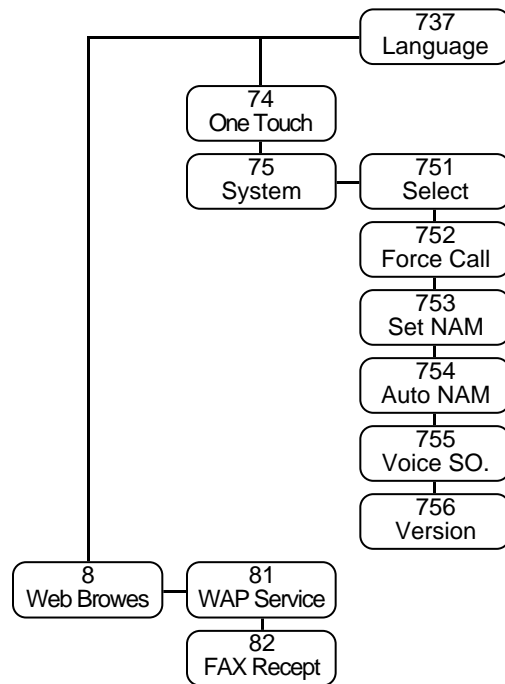 737
Language
74
One Touch
75
System
751
Select
752
Force Call
753
Set NAM
754
Auto NAM
755
Voice SO.
756
Version
8
Web Browes
81
WAP Service
82
FAX Recept